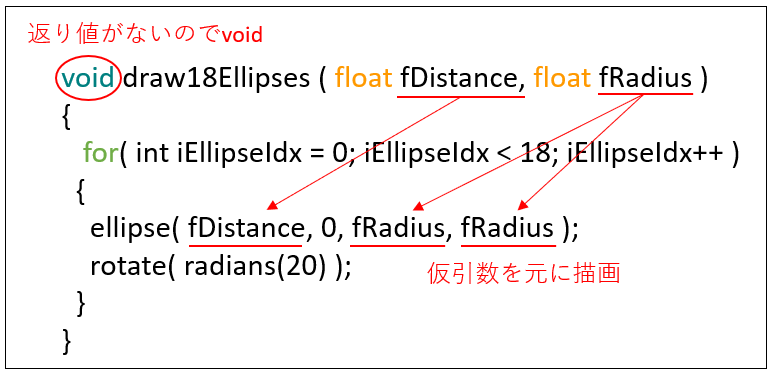 返り値がないのでvoid
void draw18Ellipses ( float fDistance, float fRadius )
{
for( int iEllipseIdx = 0; iEllipseIdx < 18; iEllipseIdx++ )
{
ellipse( fDistance, 0, fRadius, fRadius );
rotate( radians(20) );
仮引数を元に描画
}
}